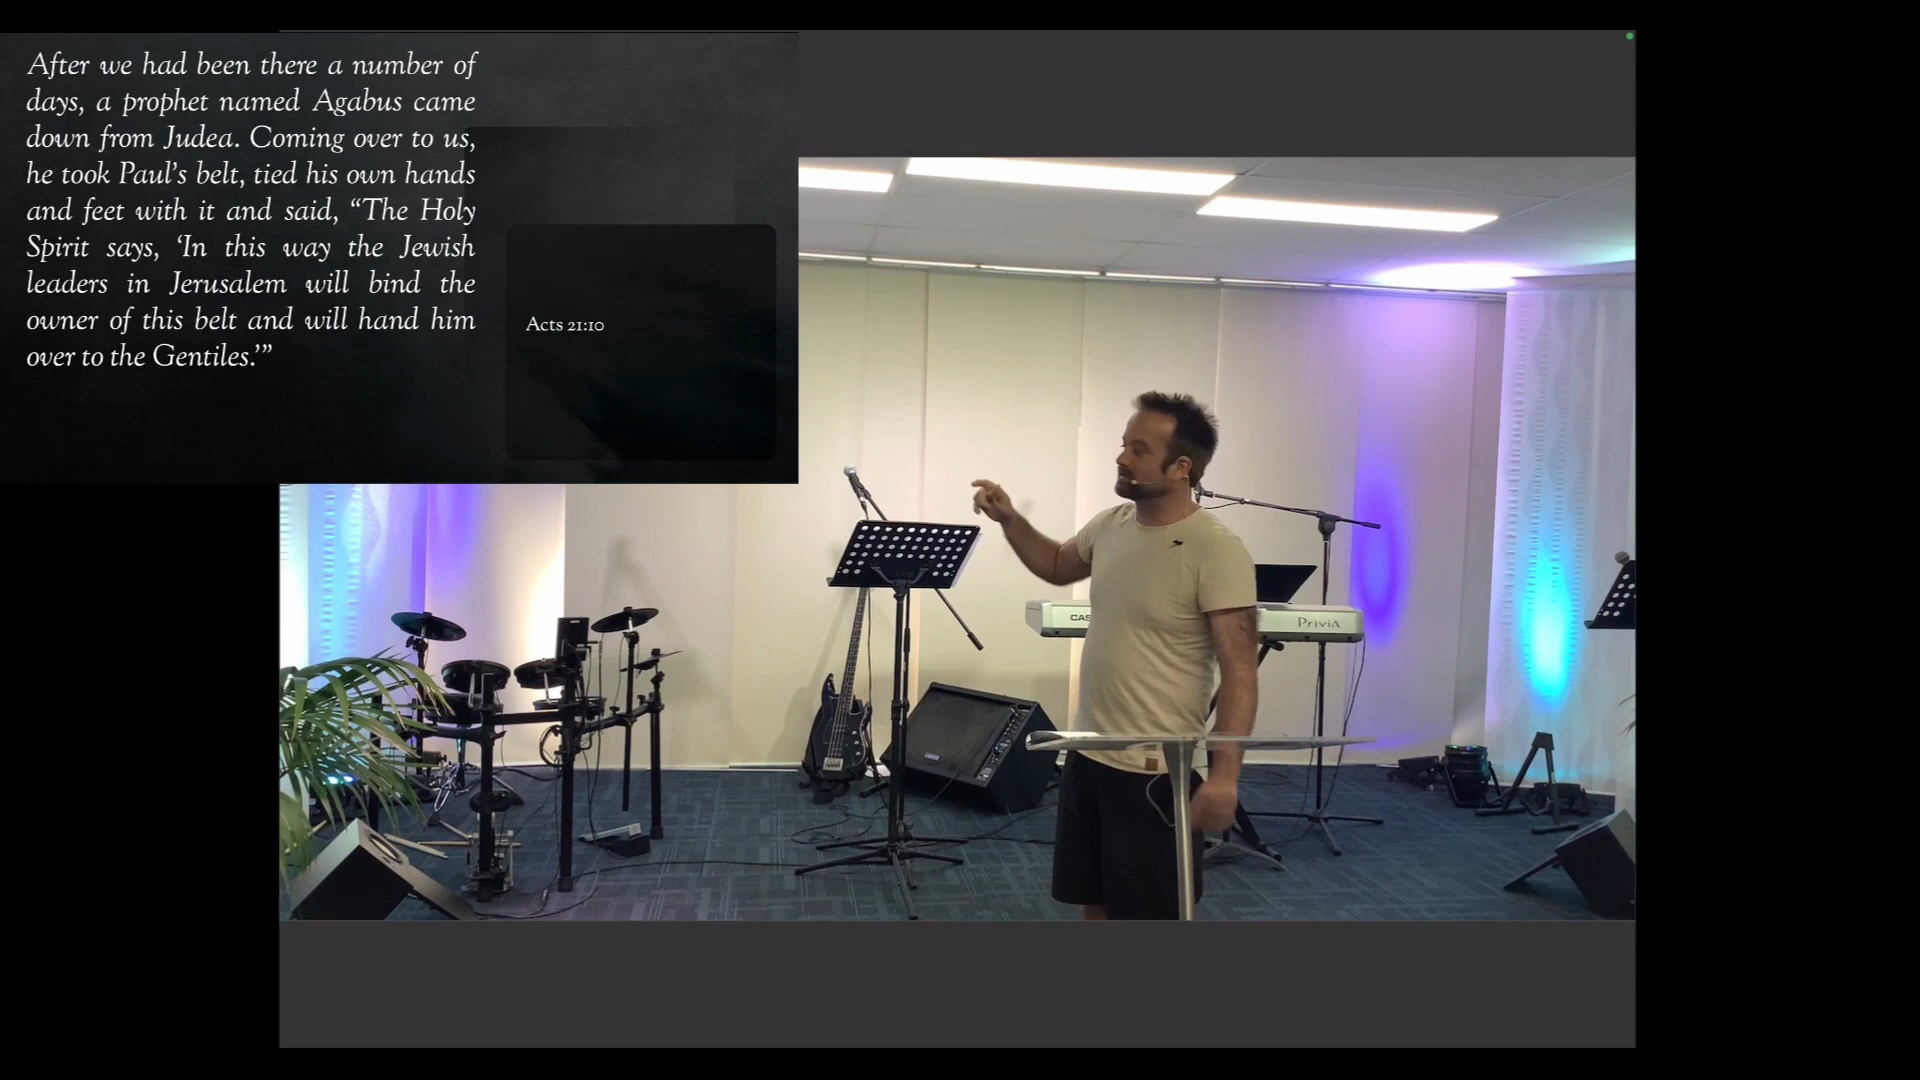 After we had been there a number of
days, a prophet named Agabus came
down from Judea. Coming over to us,
he took Paul’s belt, tied his own hands
and feet with it and said, “The Holy
Spirit says, ‘In this way the Jewish
leaders in Jerusalem will bind the
owner of this belt and will hand him
over to the Gentiles.’”
Acts 21:10
CAS
Privia